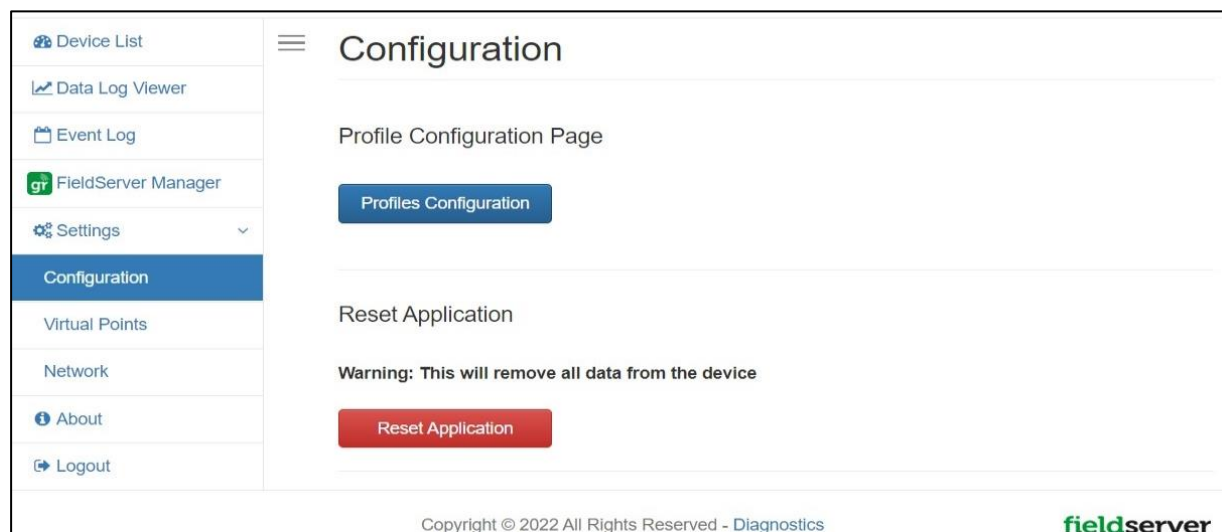 Device List
Data Log Viewer
Event Log
gT FieldServer Manager
Settings
Configuration
Virtual Points
Network
About
Logout
Configuration
Profile Configuration Page
Profiles Configuration
Reset Application
Warning: This will remove all data from the device
Reset Application
Copyright © 2022 All Rights Reserved - Diagnostics
fieldserver